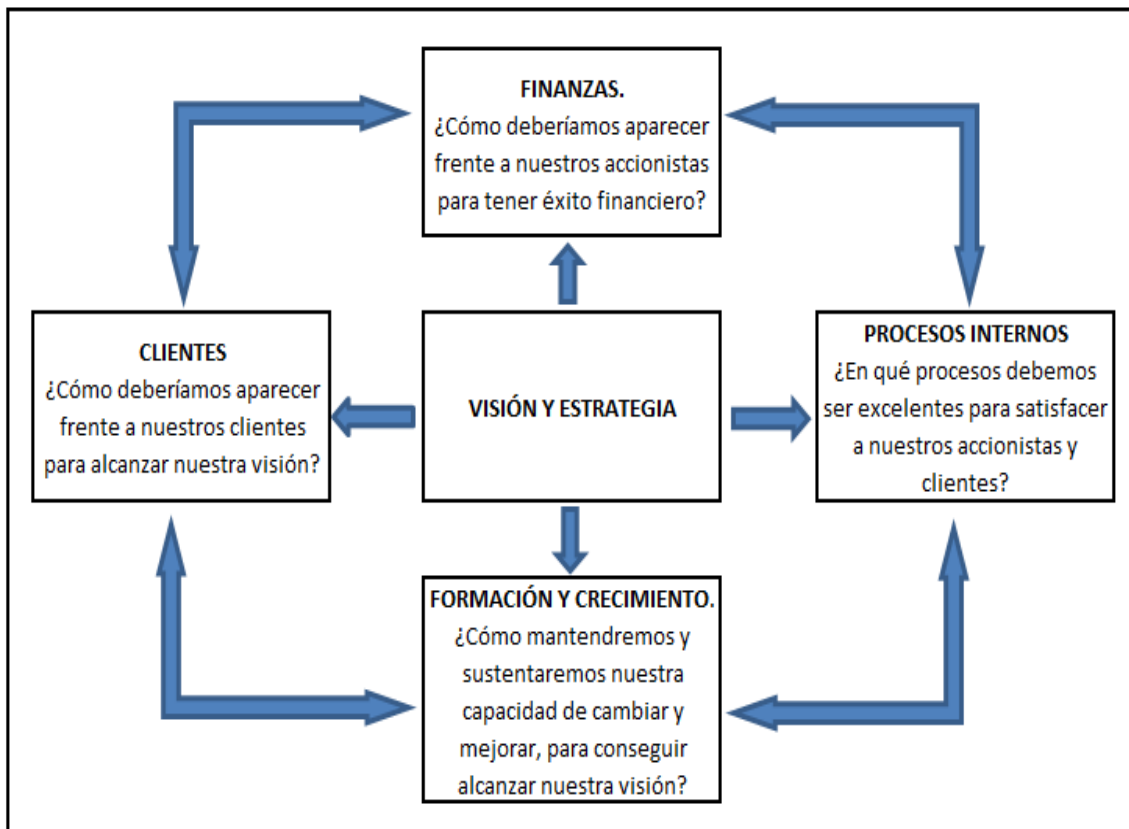 FINANZAS.
¿Cómo deberíamos aparecer
frente a nuestros accionistas
para tener éxito financiero?
CLIENTES
¿Cómo deberíamos aparecer
frente a nuestros clientes
para alcanzar nuestra visión?
VISIÓN Y ESTRATEGIA
PROCESOS INTERNOS
¿En qué procesos debemos
ser excelentes para satisfacer
a nuestros accionistas y
clientes?
FORMACIÓN Y CRECIMIENTO.
¿Cómo mantendremos y
sustentaremos nuestra
capacidad de cambiar y
mejorar, para conseguir
alcanzar nuestra visión?